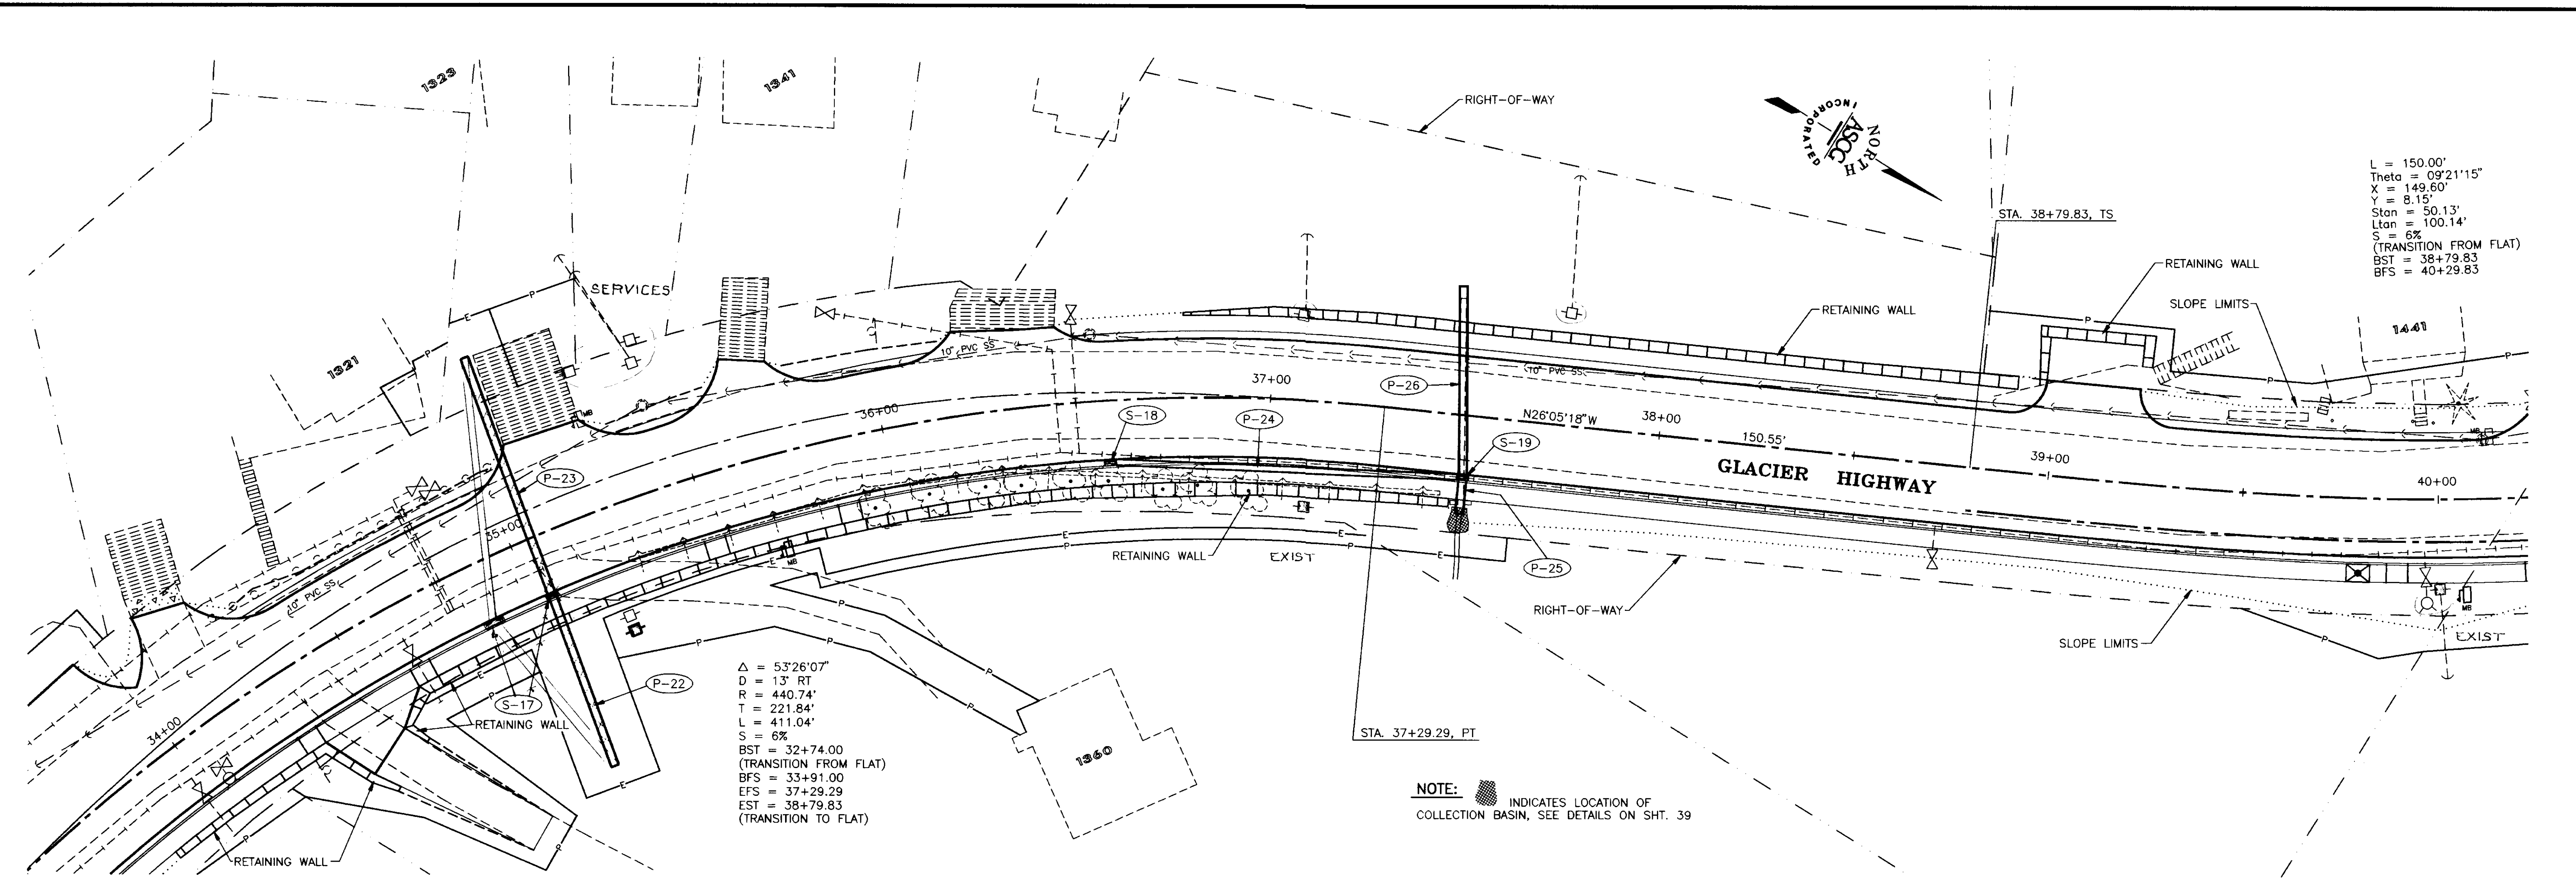 1323
1341
RIGHT-OF-WAY
NORTH
ASCG
INCORPORATED
L = 150.00'
Theta = 09°21'15"
X = 149.60'
Y = 8.15'
Stan = 50.13'
Ltan = 100.14'
S = 6%
(TRANSITION FROM FLAT)
BST = 38+79.83
BFS = 40+29.83
STA. 38+79.83, TS
RETAINING WALL
SLOPE LIMITS
SERVICES
P
E
RETAINING WALL
P
1441
P
P
1321
P
10" PVC SS
10" PVC SS
37+00
P-26
MB
36+00
S-18
P-24
N26°05'18"W
38+00
150.55'
S-19
GLACIER HIGHWAY
39+00
MB
40+00
P-23
35+00
E
P
E
MB
RETAINING WALL
EXIST
E
P
E
P-25
RIGHT-OF-WAY
10" PVC SS
MB
EXIST
SLOPE LIMITS
P
P
P
P
P
P
E
P
P-22
S-17
RETAINING WALL
34+00
Δ = 53°26'07"
D = 13° RT
R = 440.74'
T = 221.84'
L = 411.04'
S = 6%
BST = 32+74.00
(TRANSITION FROM FLAT)
BFS = 33+91.00
EFS = 37+29.29
EST = 38+79.83
(TRANSITION TO FLAT)
STA. 37+29.29, PT
1360
E
P
E
RETAINING WALL
NOTE: INDICATES LOCATION OF
COLLECTION BASIN, SEE DETAILS ON SHT. 39